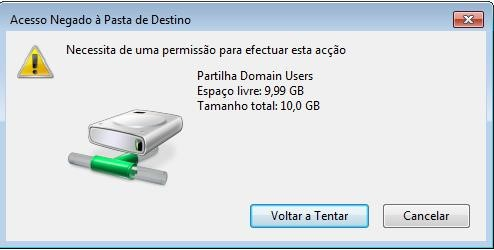 Acesso Negado à Pasta de Destino
Necessita de uma permissão para efectuar esta acção
Partilha Domain Users
Espaço livre: 9,99 GB
Tamanho total: 10,0 GB
Voltar a Tentar
Cancelar